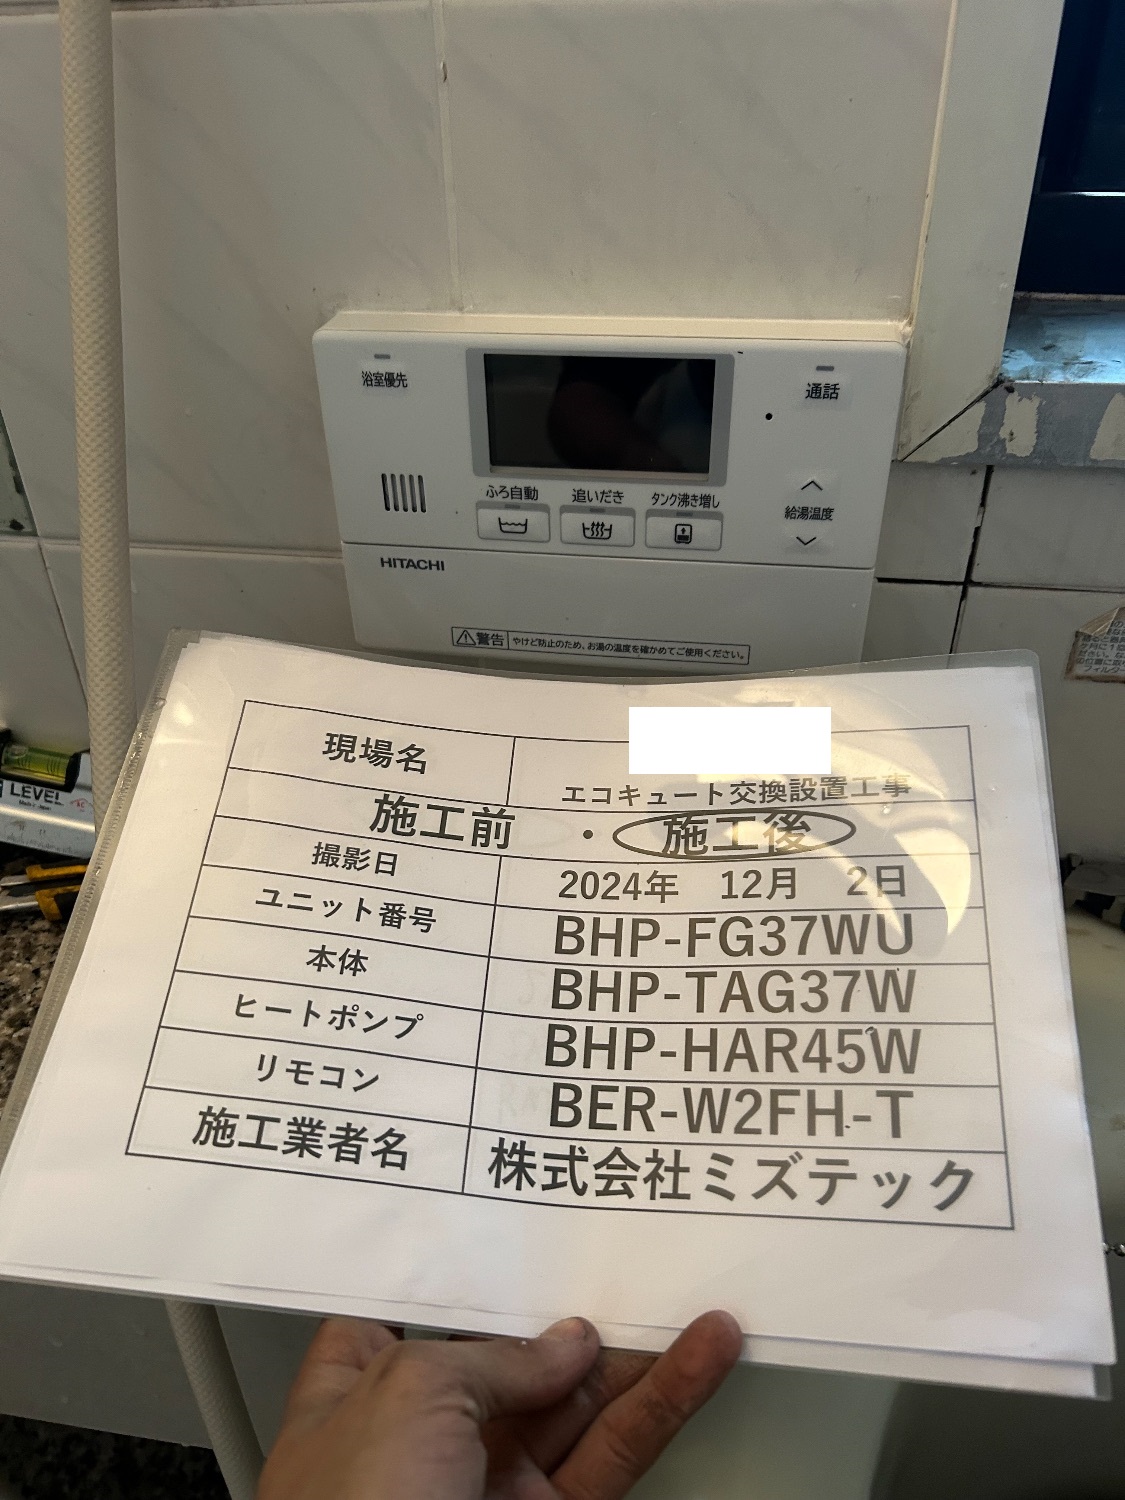 浴室優先
通話
ふろ自動
追いだき
タンク沸き増し
給湯温度
HITACHI
警告 やけど防止のため、お湯の温度を確かめてご使用ください。
LEVEL
現場名
エコキュート交換設置工事
施工前 ・ 施工後
撮影日 2024年 12月 2日
ユニット番号 BHP-FG37WU
本体 BHP-TAG37W
ヒートポンプ BHP-HAR45W
リモコン BER-W2FH-T
施工業者名 株式会社ミズテック